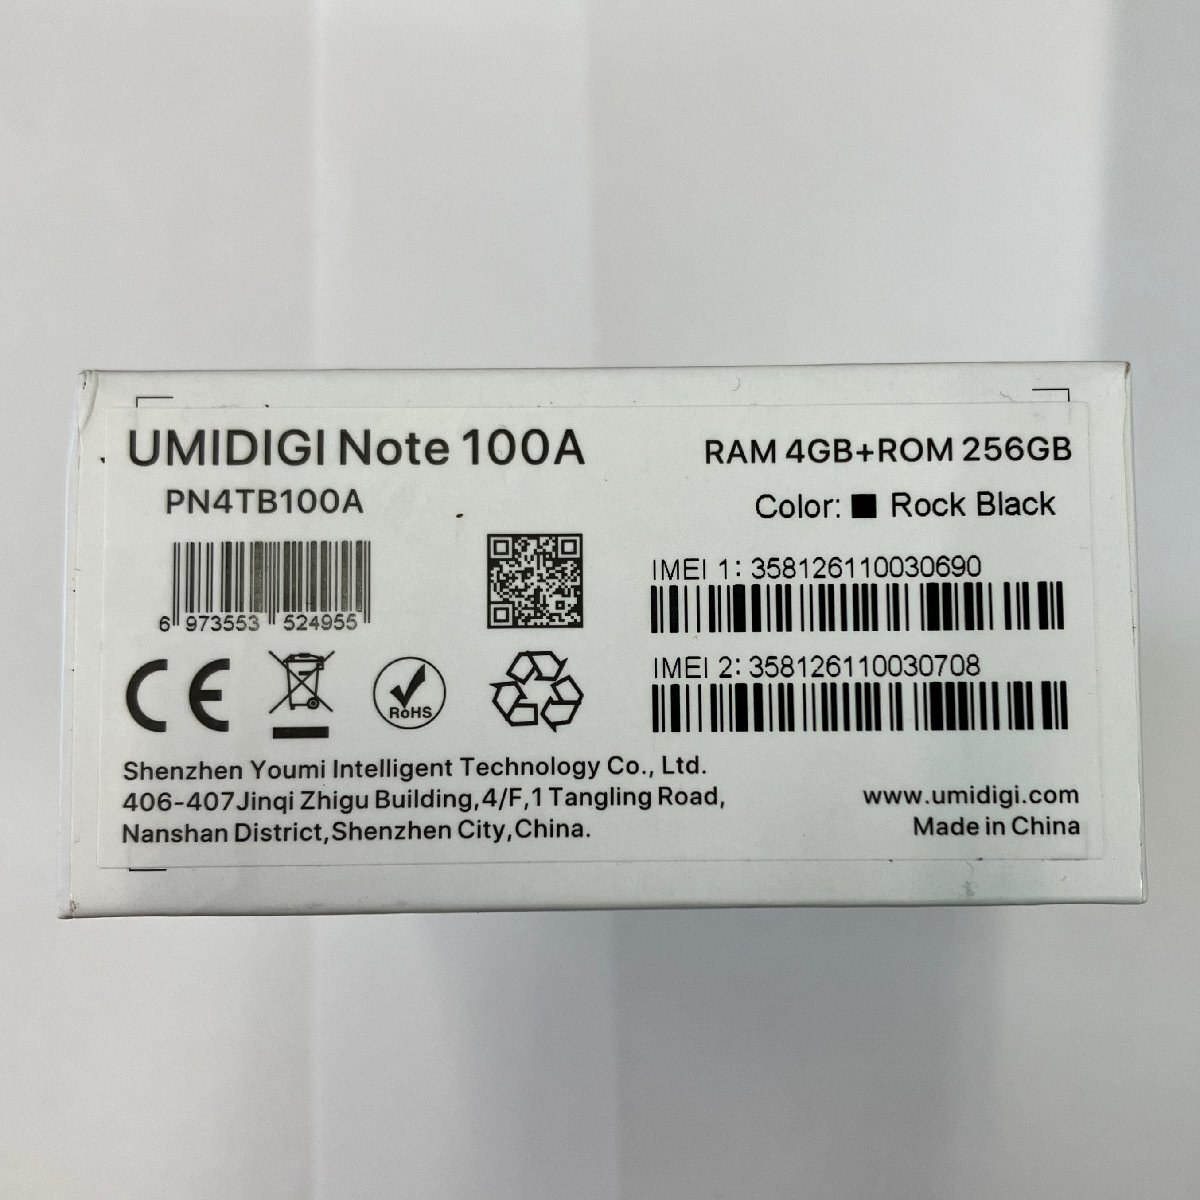 UMIDIGI Note 100A
PN4TB100A
6 973553 524955
RoHS
RAM 4GB+ROM 256GB
Color: Rock Black
IMEI 1: 358126110030690
IMEI 2: 358126110030708
Shenzhen Youmi Intelligent Technology Co., Ltd.
406-407Jinqi Zhigu Building,4/F,1 Tangling Road,
Nanshan District,Shenzhen City,China.
www.umidigi.com
Made in China